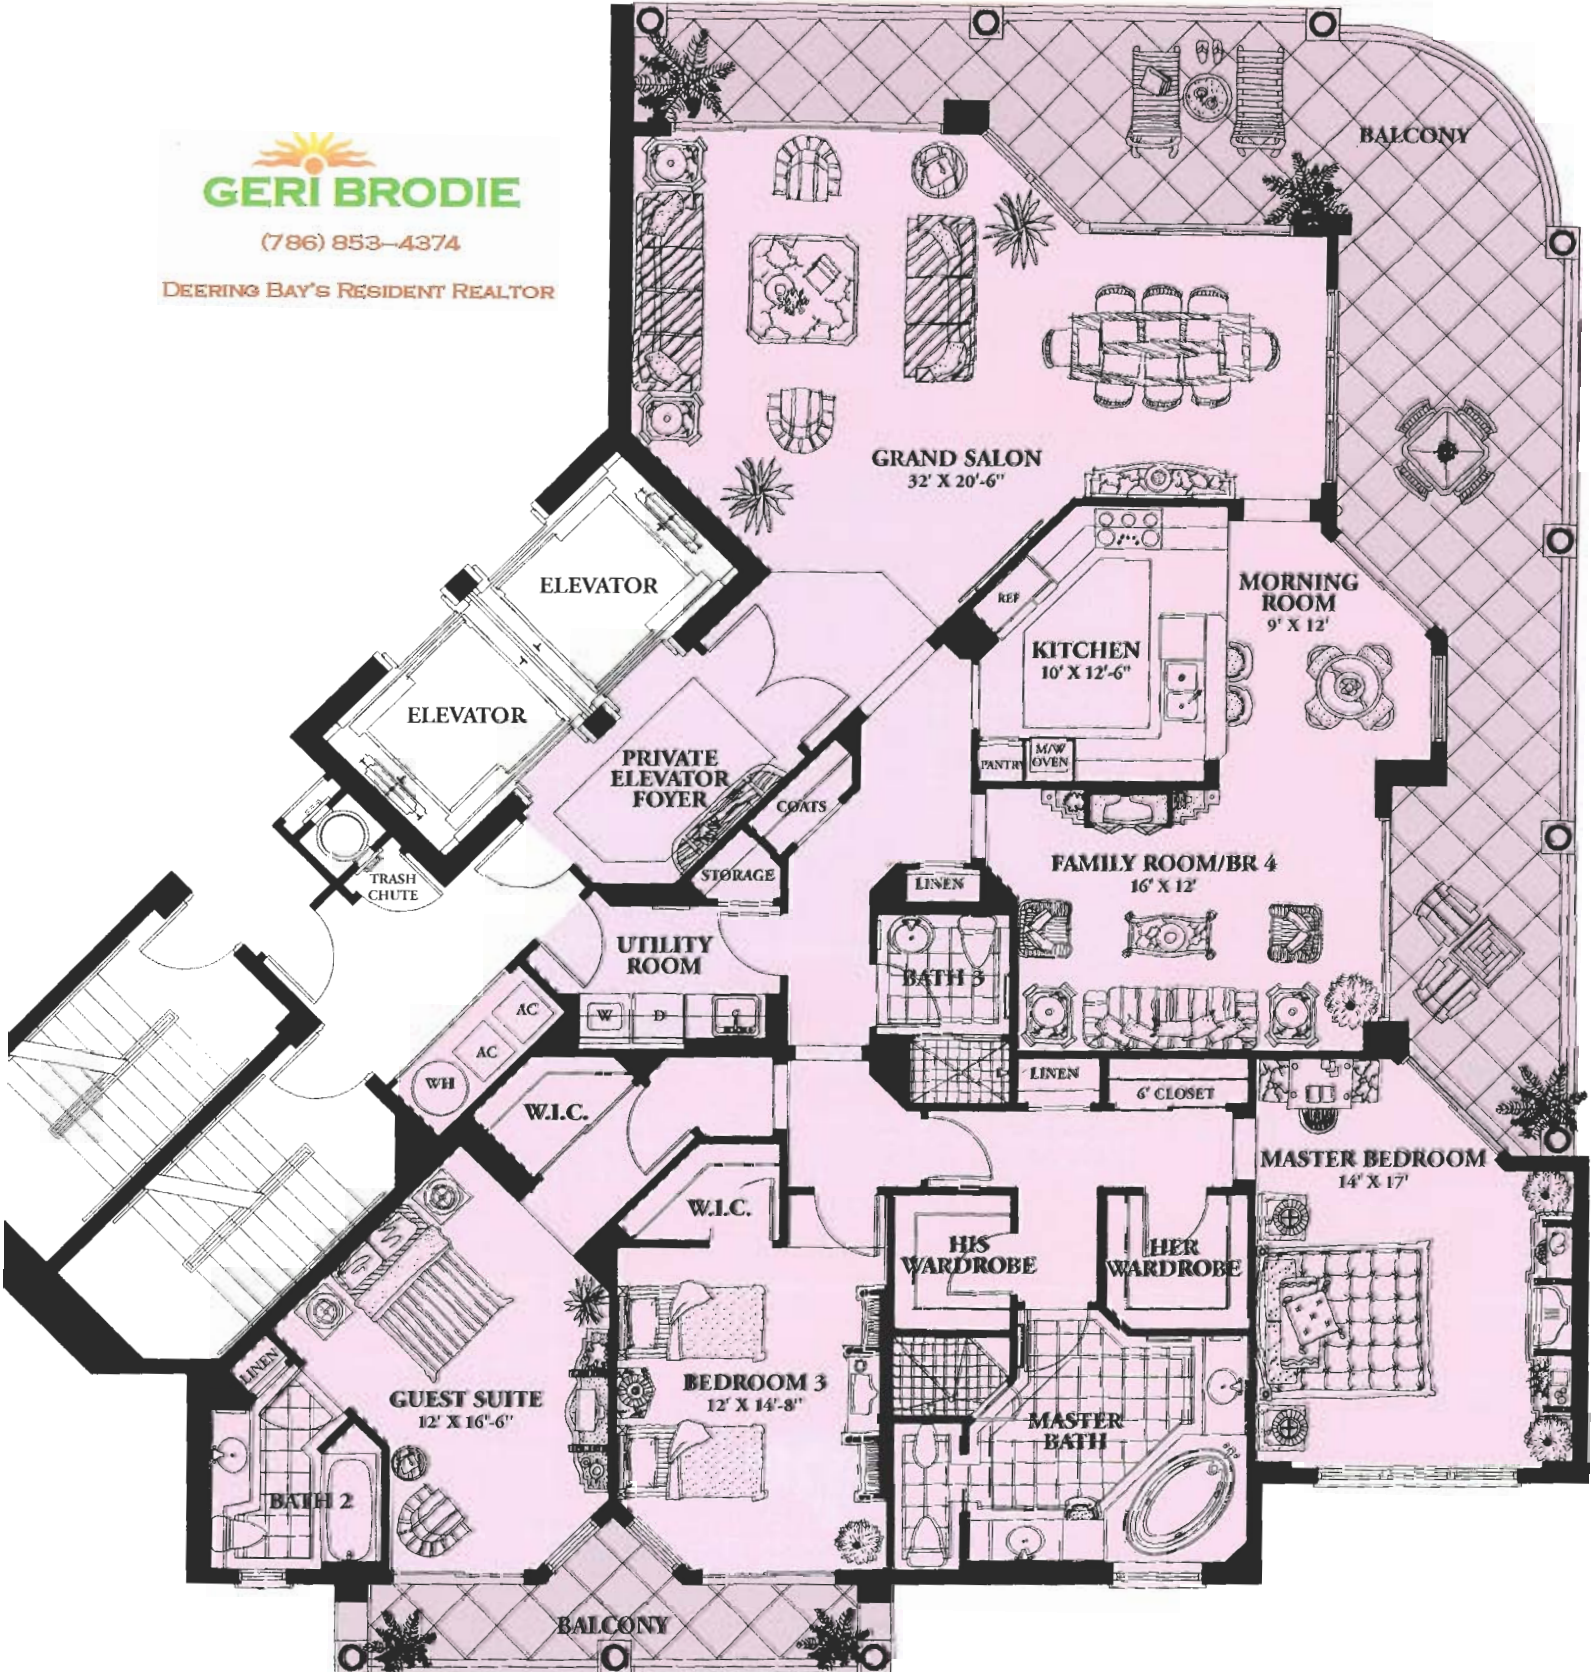 BALCONY
GERI BRODIE
(786) 853-4374
DEERING BAY'S RESIDENT REALTOR
GRAND SALON
32' X 20'-6"
ELEVATOR
ELEVATOR
MORNING
ROOM
9' X 12'
REF
KITCHEN
10' X 12'-6"
PRIVATE
ELEVATOR
FOYER
PANTRY
M/W
OVEN
COATS
STORAGE
LINEN
FAMILY ROOM/BR 4
16' X 12'
TRASH
CHUTE
UTILITY
ROOM
BATH 3
W
D
AC
AC
WH
W.I.C.
LINEN
6' CLOSET
MASTER BEDROOM
14' X 17'
W.I.C.
HIS
WARDROBE
HER
WARDROBE
LINEN
GUEST SUITE
12' X 16'-6"
BEDROOM 3
12' X 14'-8"
MASTER
BATH
BATH 2
BALCONY